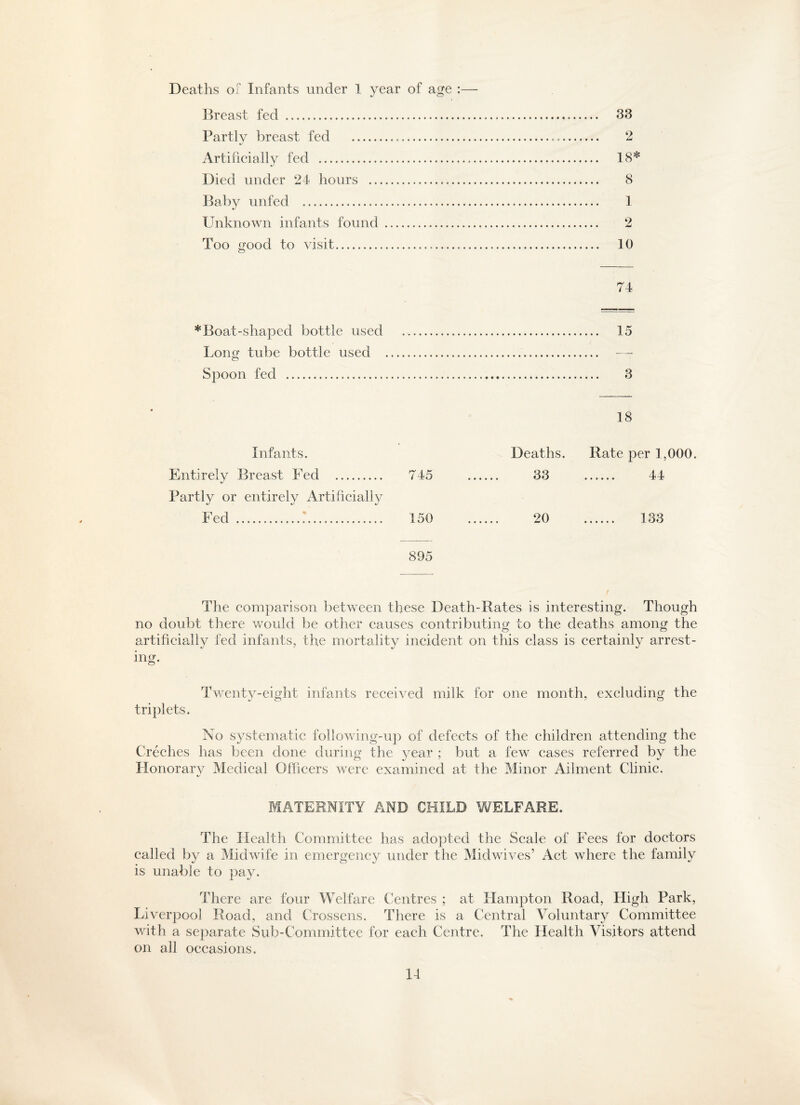 Deaths of Infants under 1 year of age :—
Breast fed ........ 33
Partly breast fed ........ 2
Artificially fed ........ 18*
Died under 24 hours ........ 8
Baby unfed ........ 1
Unknown infants found ........ 2
Too good to visit........ 10
74
*Boat-shaped bottle used ........ 15
Long tube bottle used ........ —
Spoon fed ........ 3
18
Infants. Deaths. Rate per 1,000.
Entirely Breast Fed ......... 745 ...... 33 ...... 44
Partly or entirely Artificially
Fed ........ 150 ...... 20 ...... 133
895
The comparison between these Death-Rates is interesting. Though
no doubt there would be other causes contributing to the deaths among the
artificially fed infants, the mortality incident on this class is certainly arrest-
ing.
Twenty-eight infants received milk for one month, excluding the
triplets.
No systematic following-up of defects of the children attending the
Creches has been done during the year ; but a few cases referred by the
Honorary Medical Officers were examined at the Minor Ailment Clinic.
MATERNITY AND CHILD WELFARE.
The Health Committee has adopted the Scale of Fees for doctors
called by a Midwife in emergency under the Midwives' Act where the family
is unable to pay.
There are four Welfare Centres ; at Hampton Road, High Park,
Liverpool Road, and Crossens. There is a Central Voluntary Committee
with a separate Sub-Committee for each Centre. The Health Visitors attend
on all occasions.
14